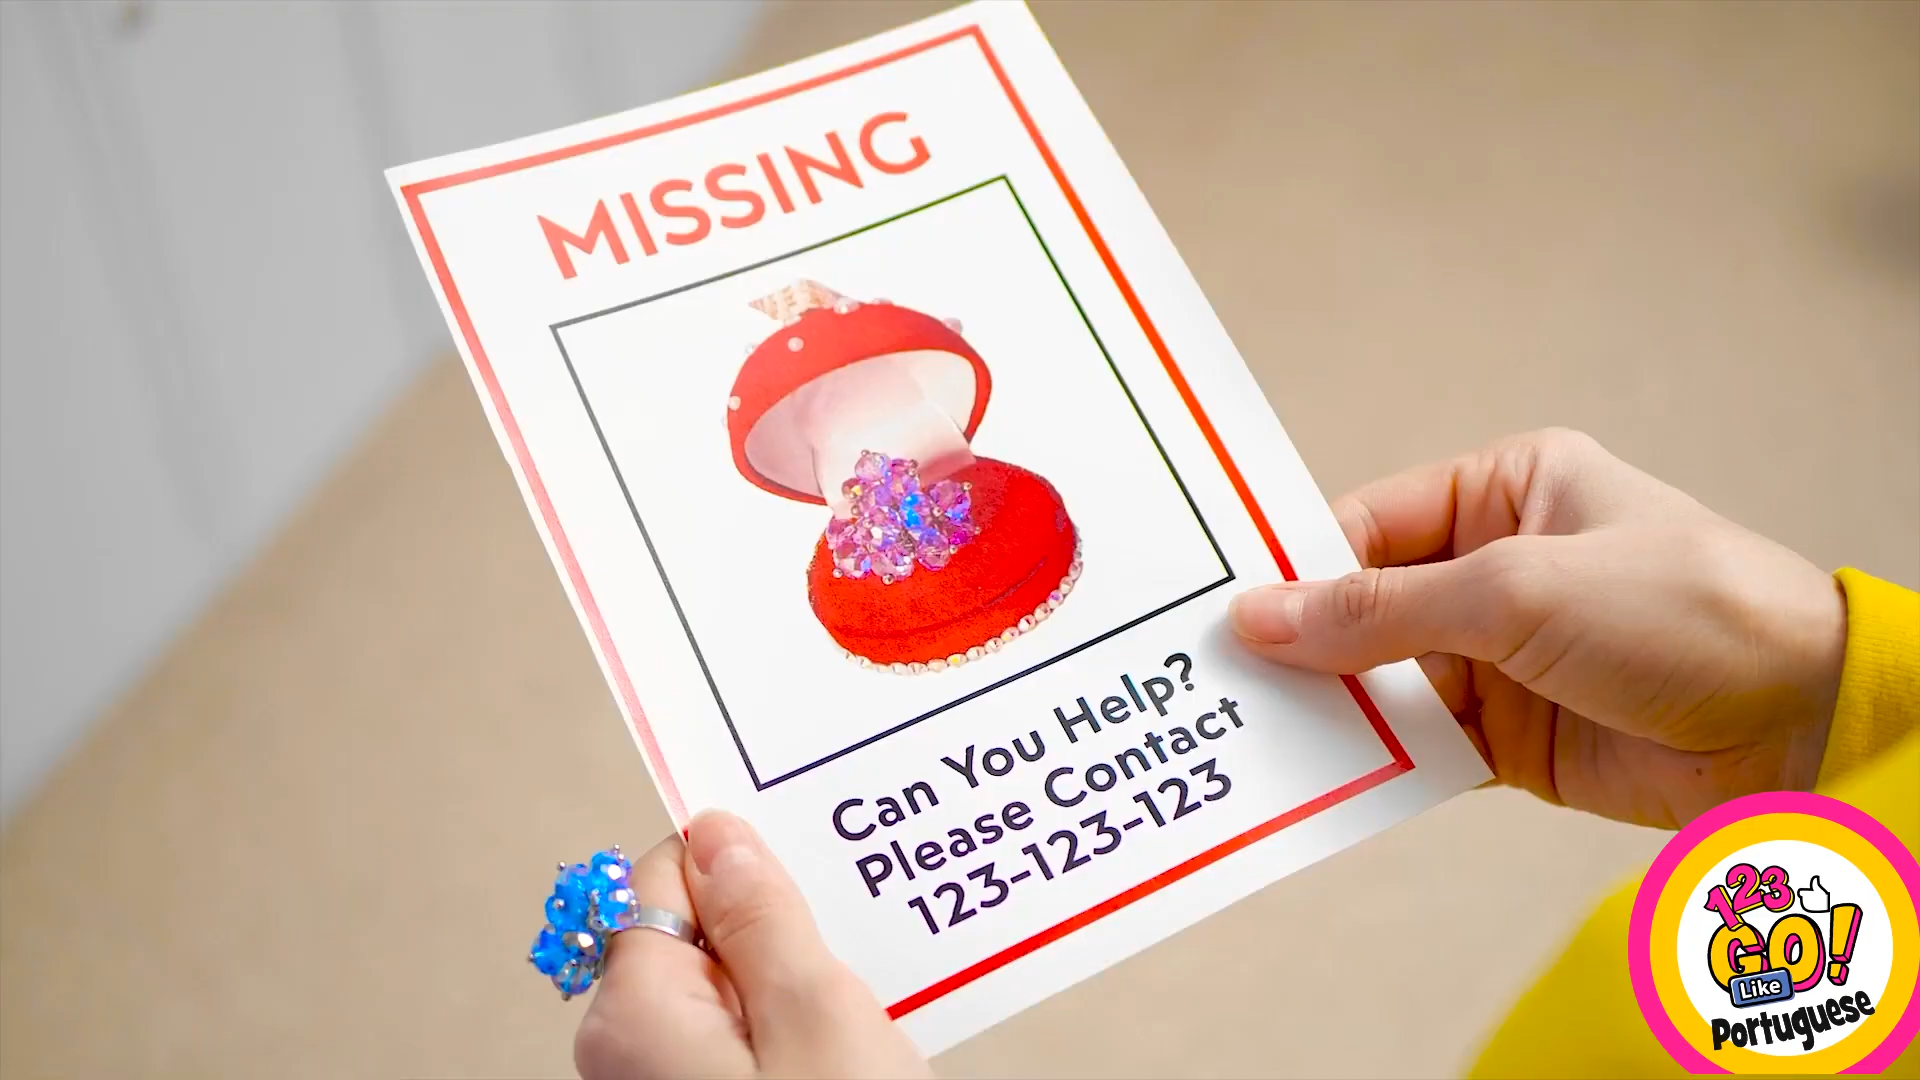 MISSING
Can You Help?
Please Contact
123-123-123
123
GO!
Like
Portuguese